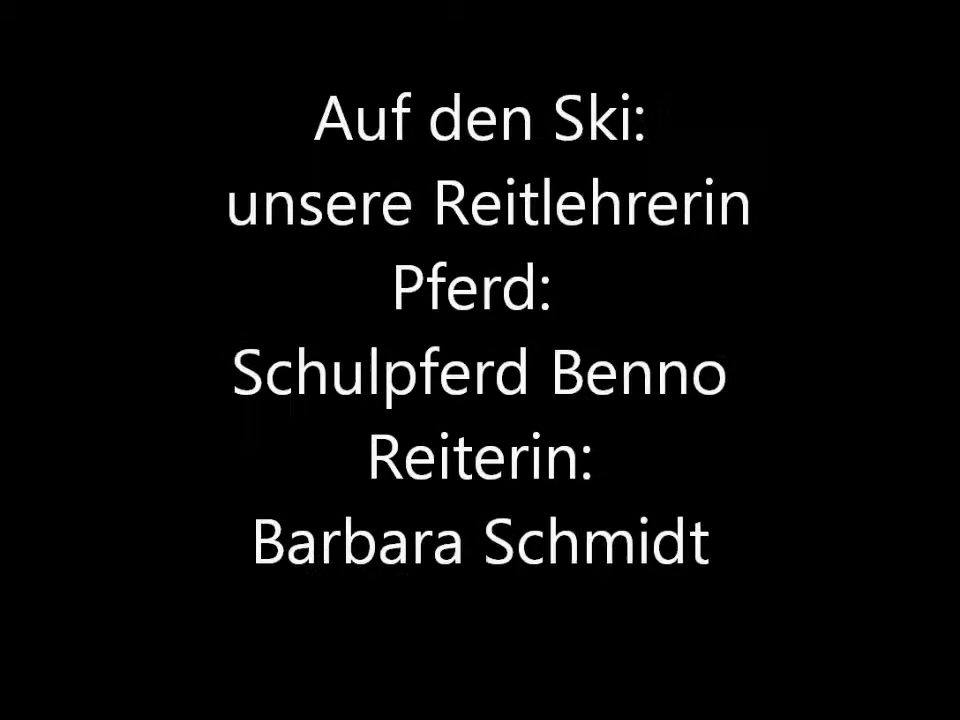 Auf den Ski:
unsere Reitlehrerin
Pferd:
Schulpferd Benno
Reiterin:
Barbara Schmidt